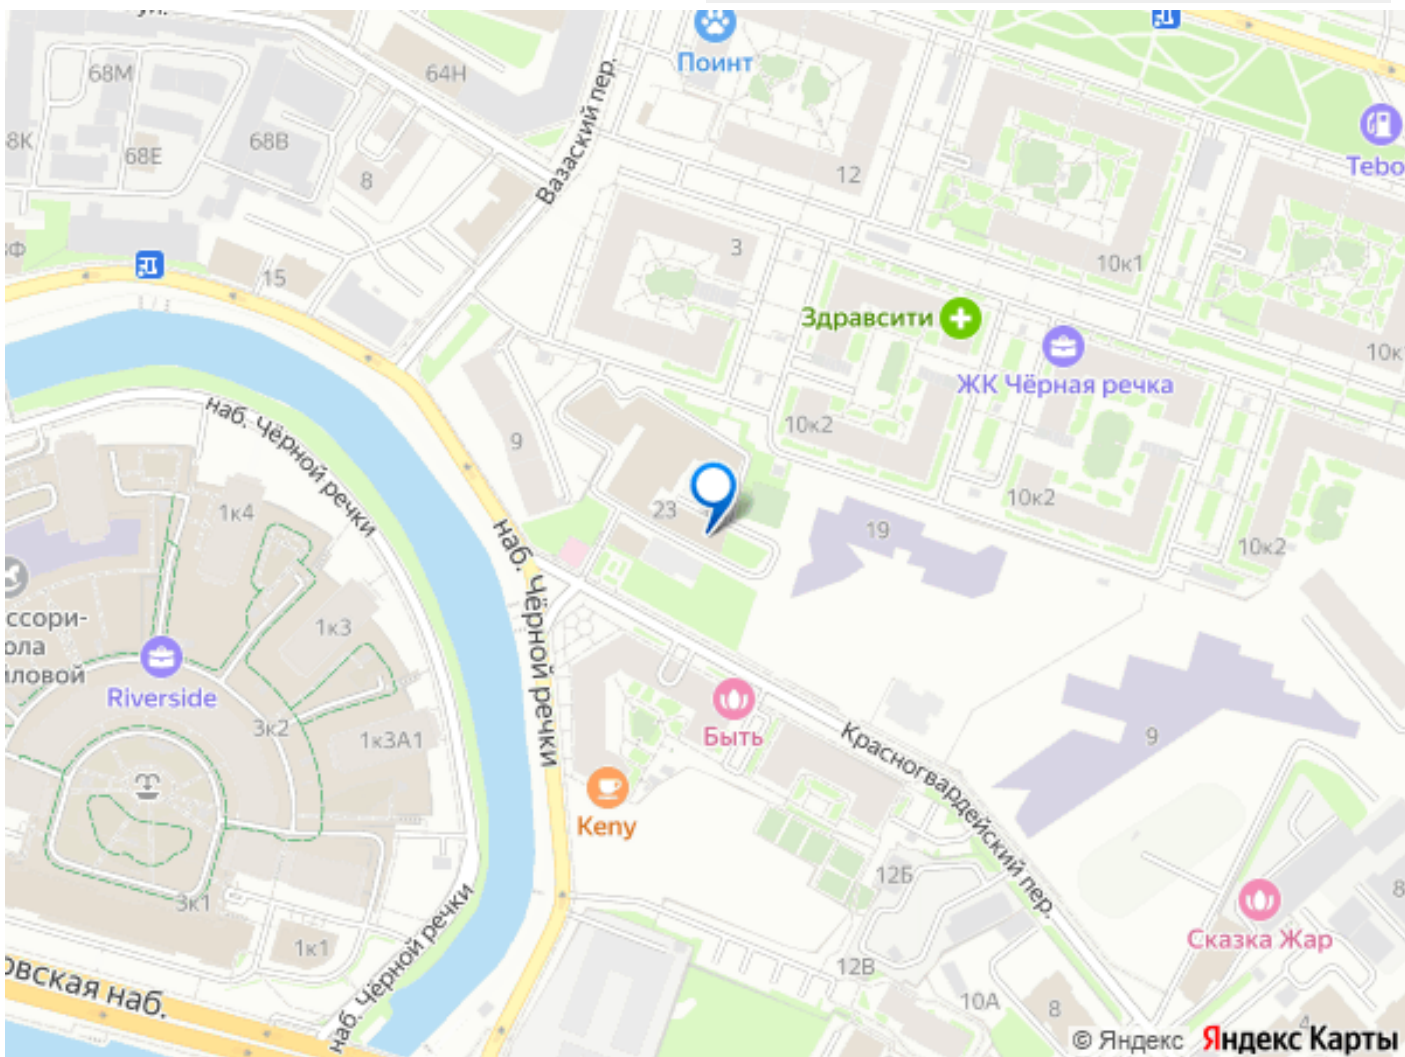 ул.
68М
64Н
Поинт
Вазаский пер.
Tebo
8К
68Е
68В
8
12
3
10к1
15
Здравсити
ЖК Чёрная речка
10к
наб. Чёрной речки
9
10к2
23
19
10к2
10к2
1к4
наб. Чёрной речки
ссори-
ола
иловой
1к3
Riverside
3к2
1к3А1
Быть
Красногвардейский пер.
9
Keny
12Б
3к1
1к1
наб. Чёрной речки
12В
10А
8
8
Сказка Жар
4
овская наб.
© Яндекс Яндекс Карты